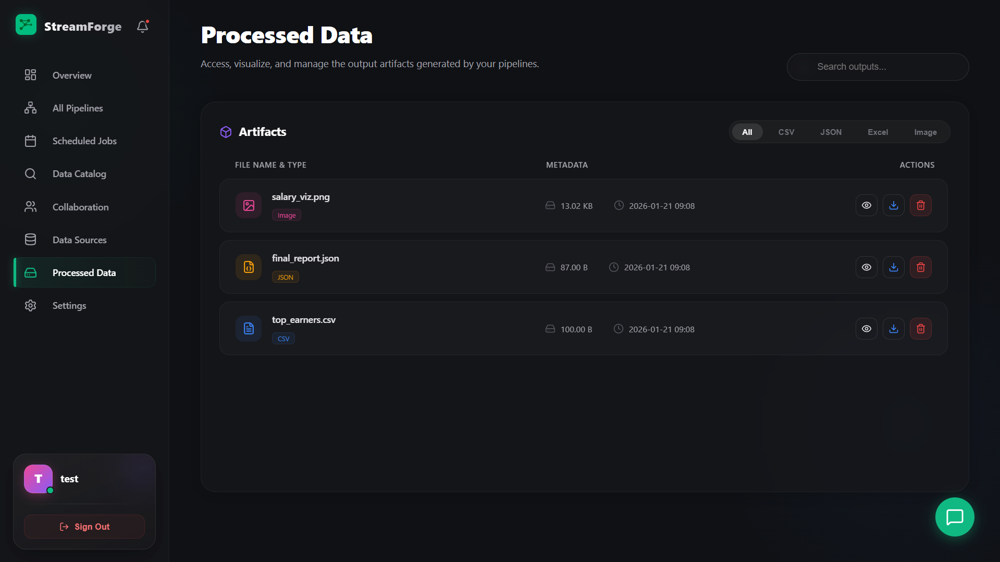 StreamForge
Overview
All Pipelines
Scheduled Jobs
Data Catalog
Collaboration
Data Sources
Processed Data
Settings
T
test
Sign Out
Processed Data
Access, visualize, and manage the output artifacts generated by your pipelines.
Search outputs...
Artifacts
All CSV JSON Excel Image
FILE NAME & TYPE METADATA ACTIONS
salary_viz.png
Image
13.02 KB 2026-01-21 09:08
final_report.json
JSON
87.00 B 2026-01-21 09:08
top_earners.csv
CSV
100.00 B 2026-01-21 09:08